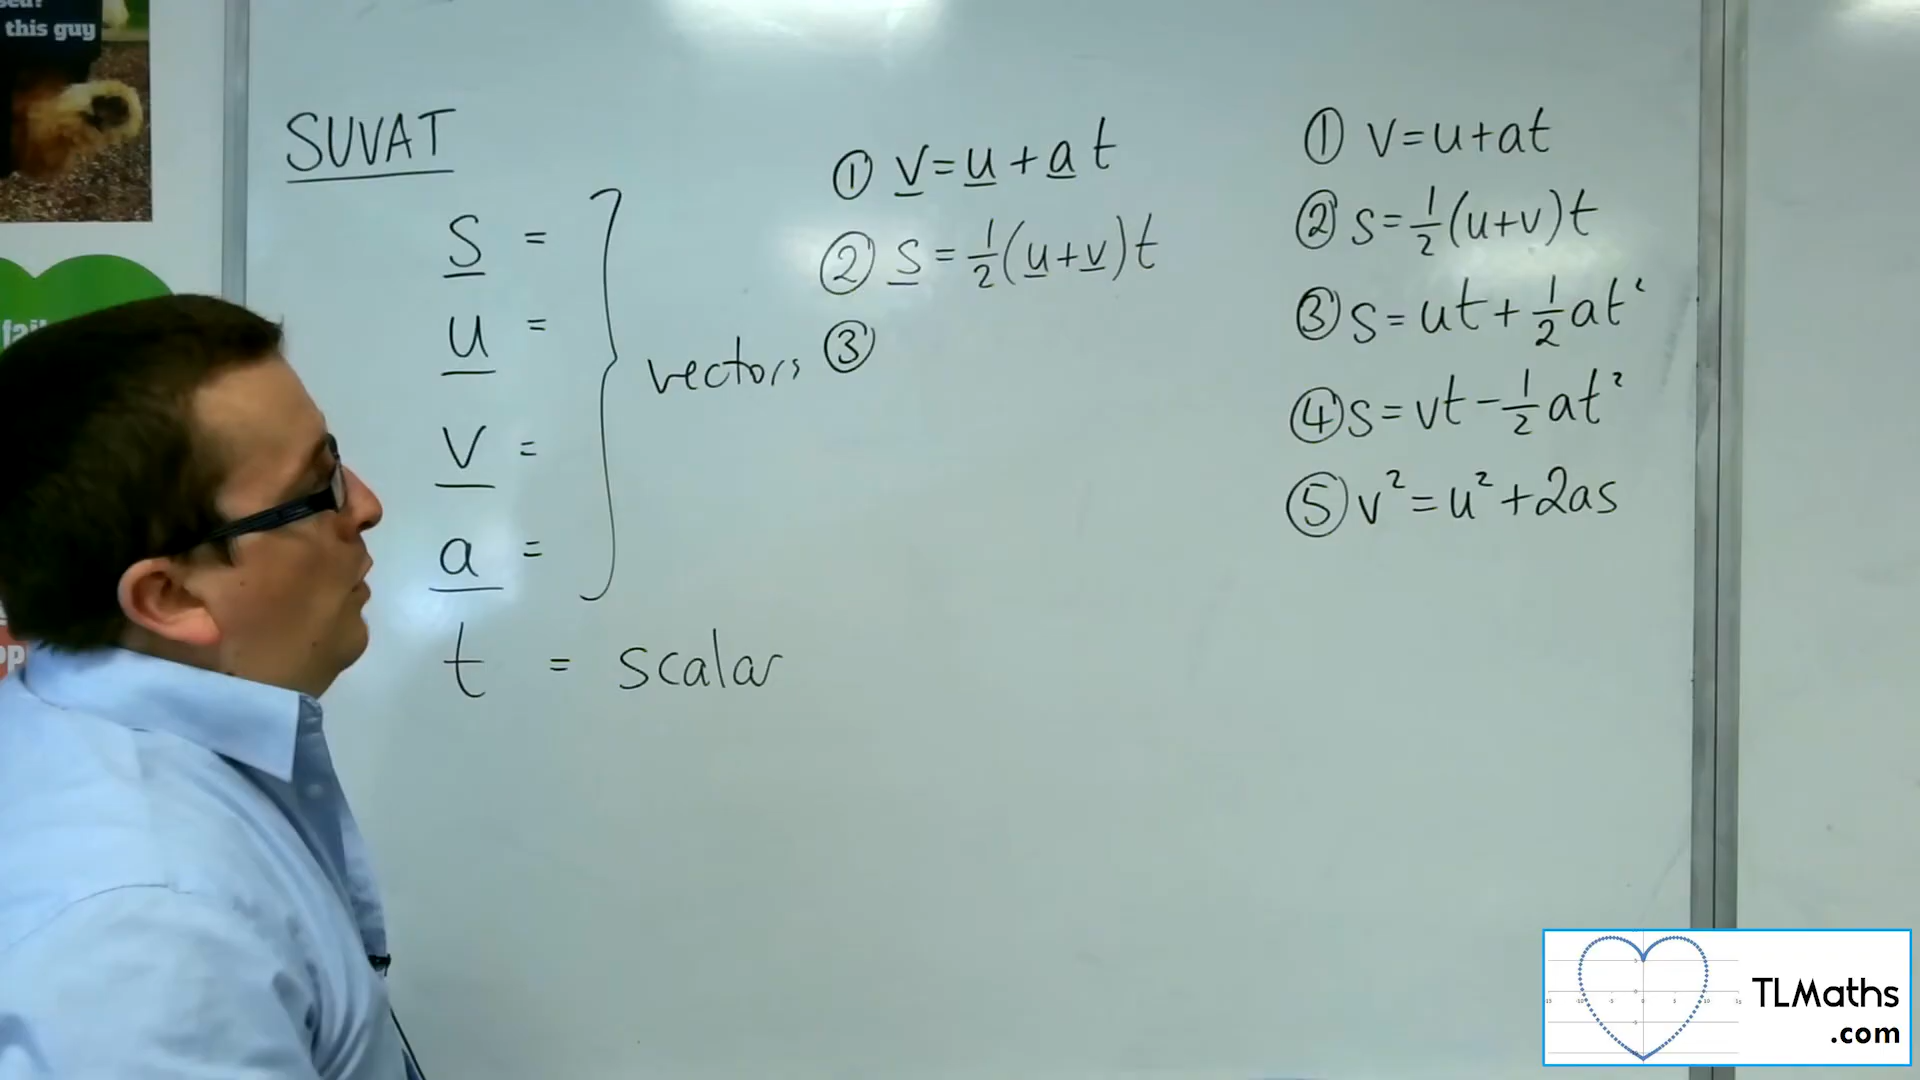 this guy
SUVAT
s =
u =
v =
a =
t = scalar
vectors
① v = u + at
② s = ½(u+v)t
③
① v=u+at
② s=½(u+v)t
③ s=ut+½at²
④ s=vt-½at²
⑤ v²=u²+2as
TLMaths
.com